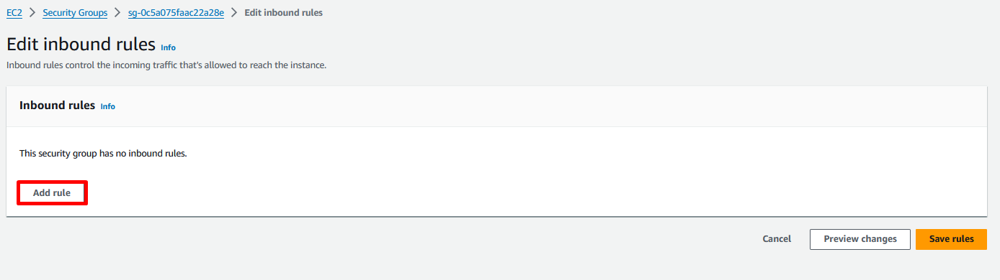 EC2 > Security Groups > sg-0c5a075faac22a28e > Edit inbound rules
Edit inbound rules Info
Inbound rules control the incoming traffic that's allowed to reach the instance.
Inbound rules Info
This security group has no inbound rules.
Add rule
Cancel Preview changes Save rules